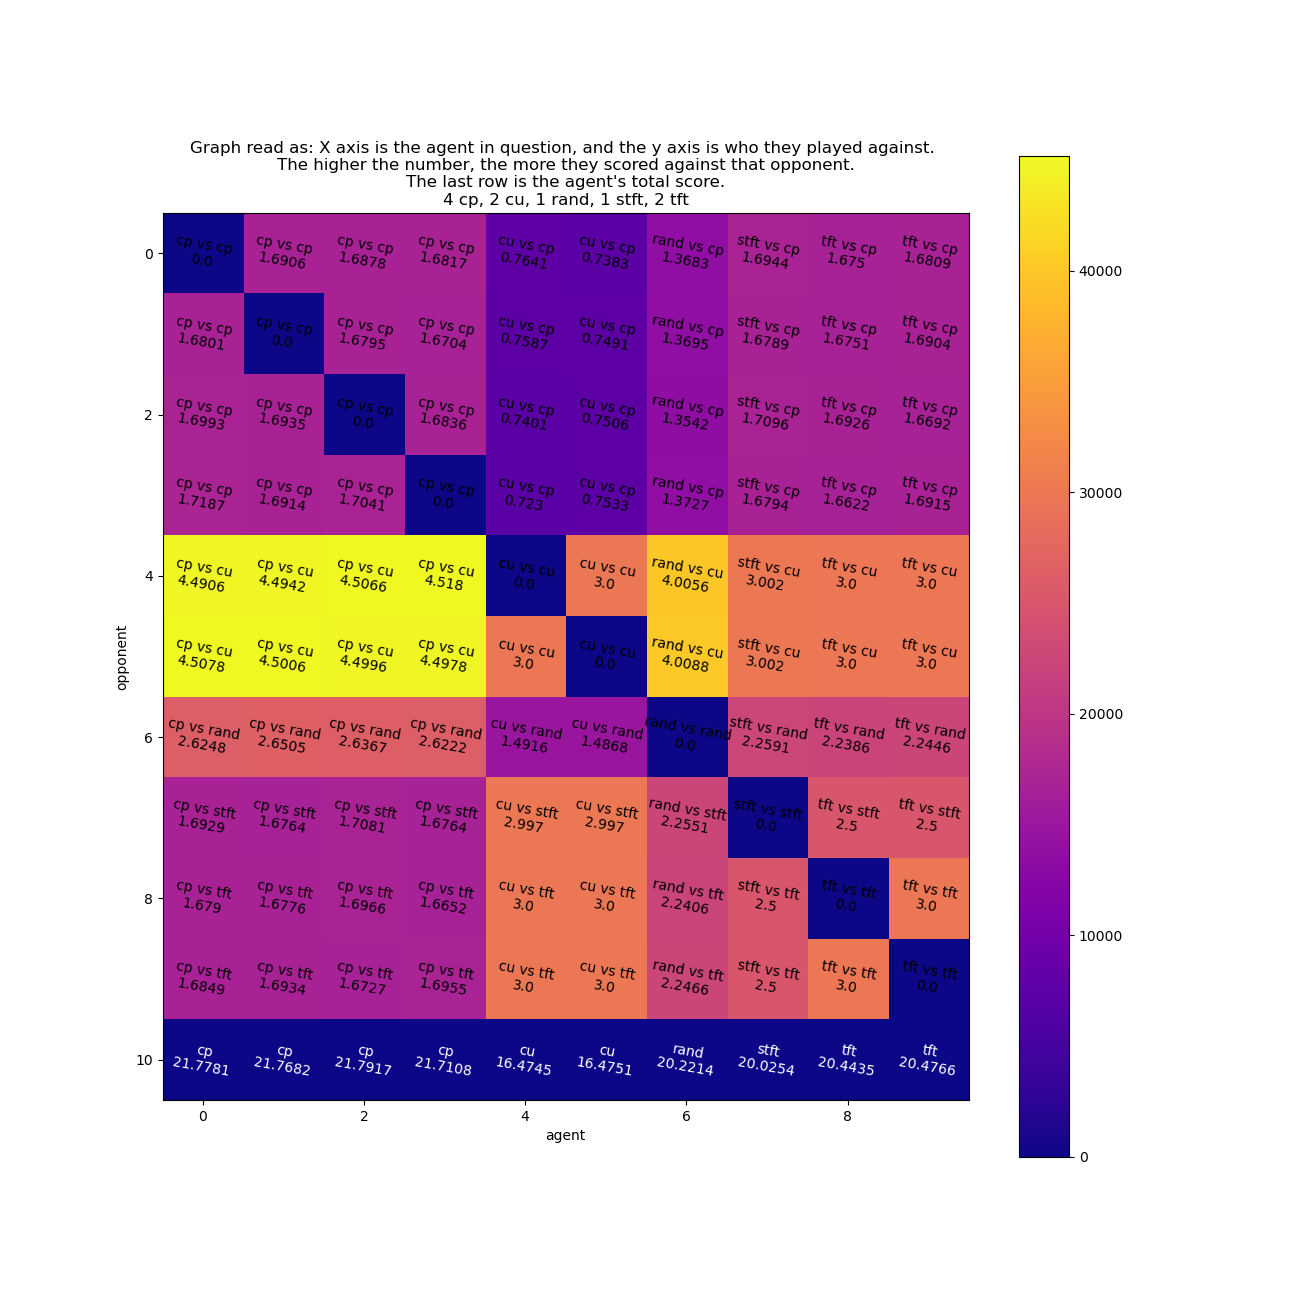 Graph read as: X axis is the agent in question, and the y axis is who they played against.
The higher the number, the more they scored against that opponent.
The last row is the agent's total score.
4 cp, 2 cu, 1 rand, 1 stft, 2 tft
0
cp vs cp cp vs cp cp vs cp cp vs cp cu vs cp cu vs cp rand vs cp stft vs cp tft vs cp tft vs cp
0.0 1.6906 1.6878 1.6817 0.7641 0.7383 1.3683 1.6944 1.675 1.6809
cp vs cp cp vs cp cp vs cp cp vs cp cu vs cp cu vs cp rand vs cp stft vs cp tft vs cp tft vs cp
1.6801 0.0 1.6795 1.6704 0.7587 0.7491 1.3695 1.6789 1.6751 1.6904
2
cp vs cp cp vs cp cp vs cp cp vs cp cu vs cp cu vs cp rand vs cp stft vs cp tft vs cp tft vs cp
1.6993 1.6935 0.0 1.6836 0.7401 0.7506 1.3542 1.7096 1.6926 1.6692
cp vs cp cp vs cp cp vs cp cp vs cp cu vs cp cu vs cp rand vs cp stft vs cp tft vs cp tft vs cp
1.7187 1.6914 1.7041 0.0 0.723 0.7533 1.3727 1.6794 1.6622 1.6915
4
cp vs cu cp vs cu cp vs cu cp vs cu cu vs cu cu vs cu rand vs cu stft vs cu tft vs cu tft vs cu
4.4906 4.4942 4.5066 4.518 0.0 3.0 4.0056 3.002 3.0 3.0
cp vs cu cp vs cu cp vs cu cp vs cu cu vs cu cu vs cu rand vs cu stft vs cu tft vs cu tft vs cu
4.5078 4.5006 4.4996 4.4978 3.0 0.0 4.0088 3.002 3.0 3.0
6
cp vs rand cp vs rand cp vs rand cp vs rand cu vs rand cu vs rand rand vs rand stft vs rand tft vs rand tft vs rand
2.6248 2.6505 2.6367 2.6222 1.4916 1.4868 0.0 2.2591 2.2386 2.2446
cp vs stft cp vs stft cp vs stft cp vs stft cu vs stft cu vs stft rand vs stft stft vs stft tft vs stft tft vs stft
1.6929 1.6764 1.7081 1.6764 2.997 2.997 2.2551 0.0 2.5 2.5
8
cp vs tft cp vs tft cp vs tft cp vs tft cu vs tft cu vs tft rand vs tft stft vs tft tft vs tft tft vs tft
1.679 1.6776 1.6966 1.6652 3.0 3.0 2.2406 2.5 0.0 3.0
cp vs tft cp vs tft cp vs tft cp vs tft cu vs tft cu vs tft rand vs tft stft vs tft tft vs tft tft vs tft
1.6849 1.6934 1.6727 1.6955 3.0 3.0 2.2466 2.5 3.0 0.0
10
cp cp cp cp cu cu rand stft tft tft
21.7781 21.7682 21.7917 21.7108 16.4745 16.4751 20.2214 20.0254 20.4435 20.4766
0 2 4 6 8
agent
opponent
40000
30000
20000
10000
0